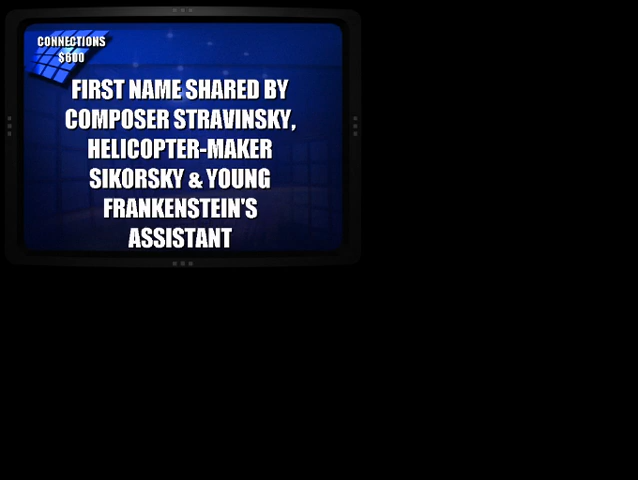 CONNECTIONS
$600
FIRST NAME SHARED BY
COMPOSER STRAVINSKY,
HELICOPTER-MAKER
SIKORSKY & YOUNG
FRANKENSTEIN'S
ASSISTANT